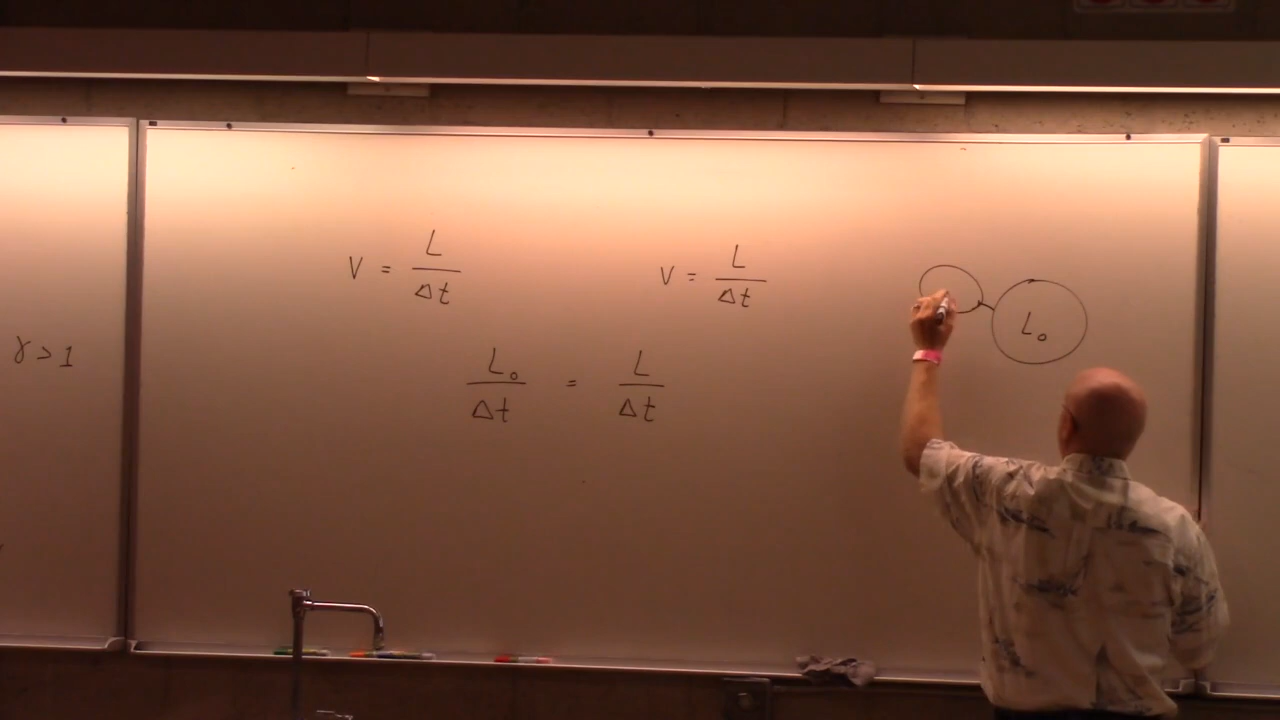 V = L / Δt
V = L / Δt
L₀
γ > 1
L₀ / Δt = L / Δt